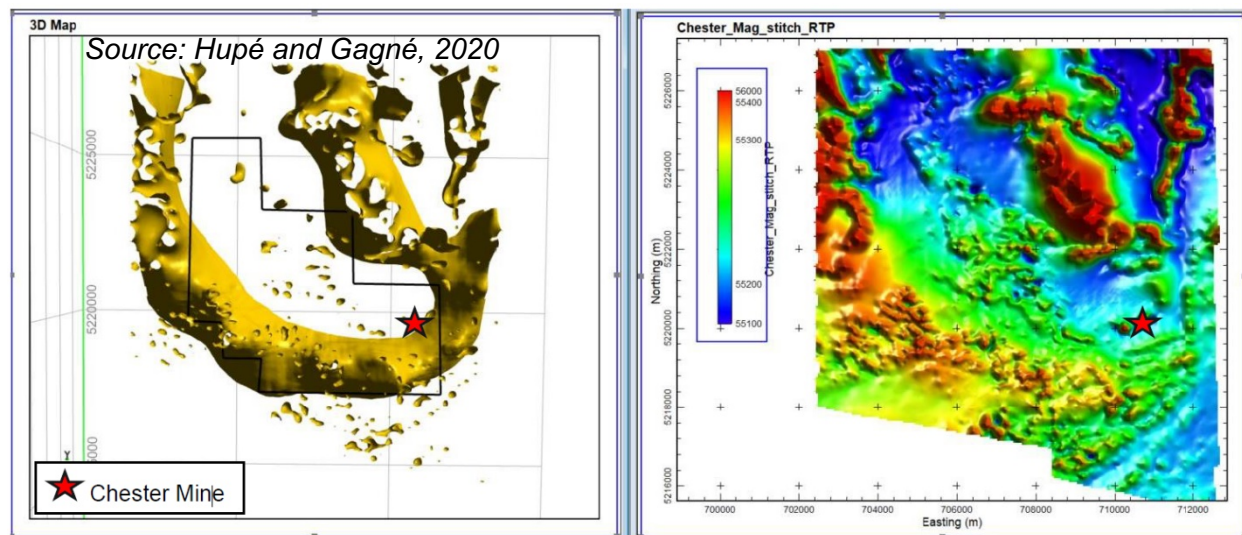 3D Map
Source: Hupé and Gagné, 2020
5225000
5220000
5000
Y
Chester Mine
Chester_Mag_stitch_RTP
56000
55400
55300
55200
55100
Chester_Mag_stitch_RTP
Northing (m)
5226000
5224000
5222000
5220000
5218000
5216000
700000 702000 704000 706000 708000 710000 712000
Easting (m)